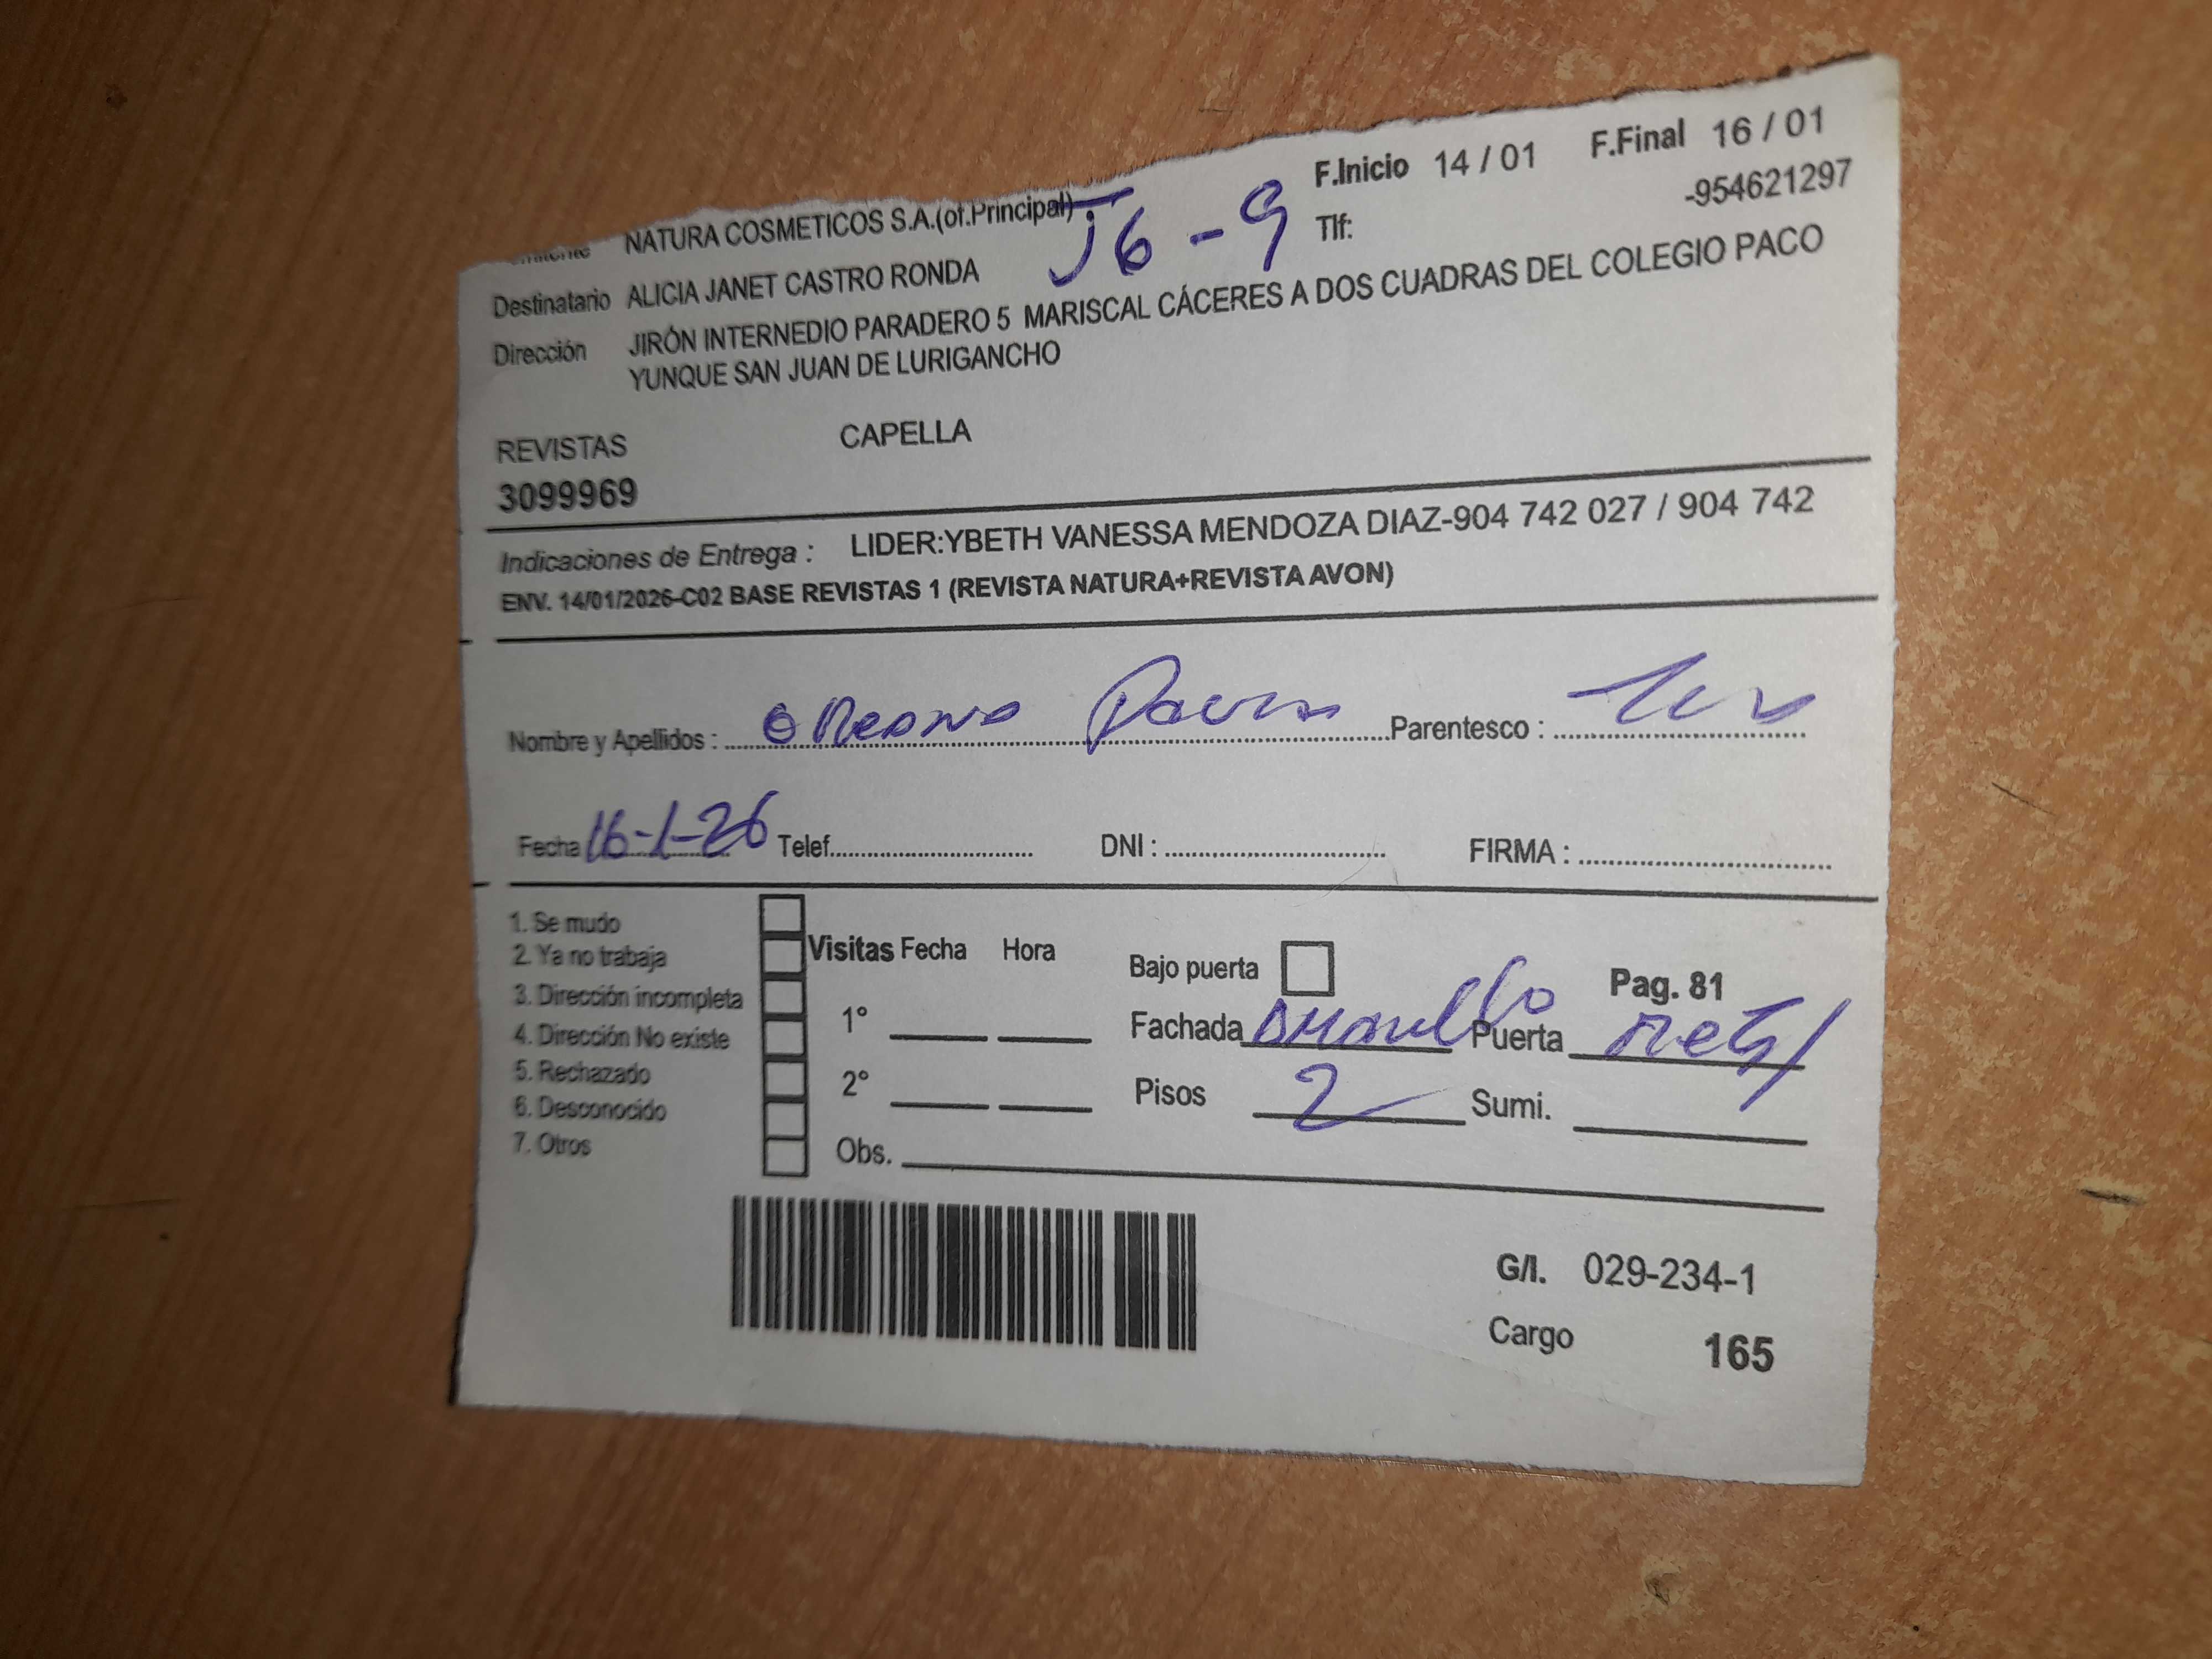 F.Inicio 14 / 01 F.Final 16 / 01
NATURA COSMETICOS S.A.(of.Principal) J6-9 Tlf: -954621297
Destinatario ALICIA JANET CASTRO RONDA
Dirección JIRÓN INTERNEDIO PARADERO 5 MARISCAL CÁCERES A DOS CUADRAS DEL COLEGIO PACO
YUNQUE SAN JUAN DE LURIGANCHO
REVISTAS CAPELLA
3099969
Indicaciones de Entrega : LIDER:YBETH VANESSA MENDOZA DIAZ-904 742 027 / 904 742
ENV. 14/01/2026-C02 BASE REVISTAS 1 (REVISTA NATURA+REVISTA AVON)
Nombre y Apellidos : Parentesco :
Fecha 16-1-26 Telef. DNI : FIRMA :
1. Se mudo
2. Ya no trabaja
3. Dirección incompleta
4. Dirección No existe
5. Rechazado
6. Desconocido
7. Otros
Visitas Fecha Hora
1°
2°
Obs.
Bajo puerta Pag. 81
Fachada Puerta Metal
Pisos 2 Sumi.
G/I. 029-234-1
Cargo 165